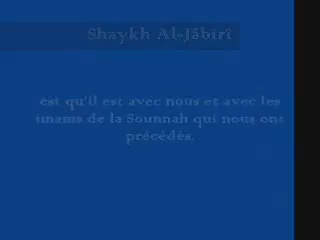 Shaykh Al-Jâbirî
est qu'il est avec nous et avec les
imams de la Sounnah qui nous ont
précédés.